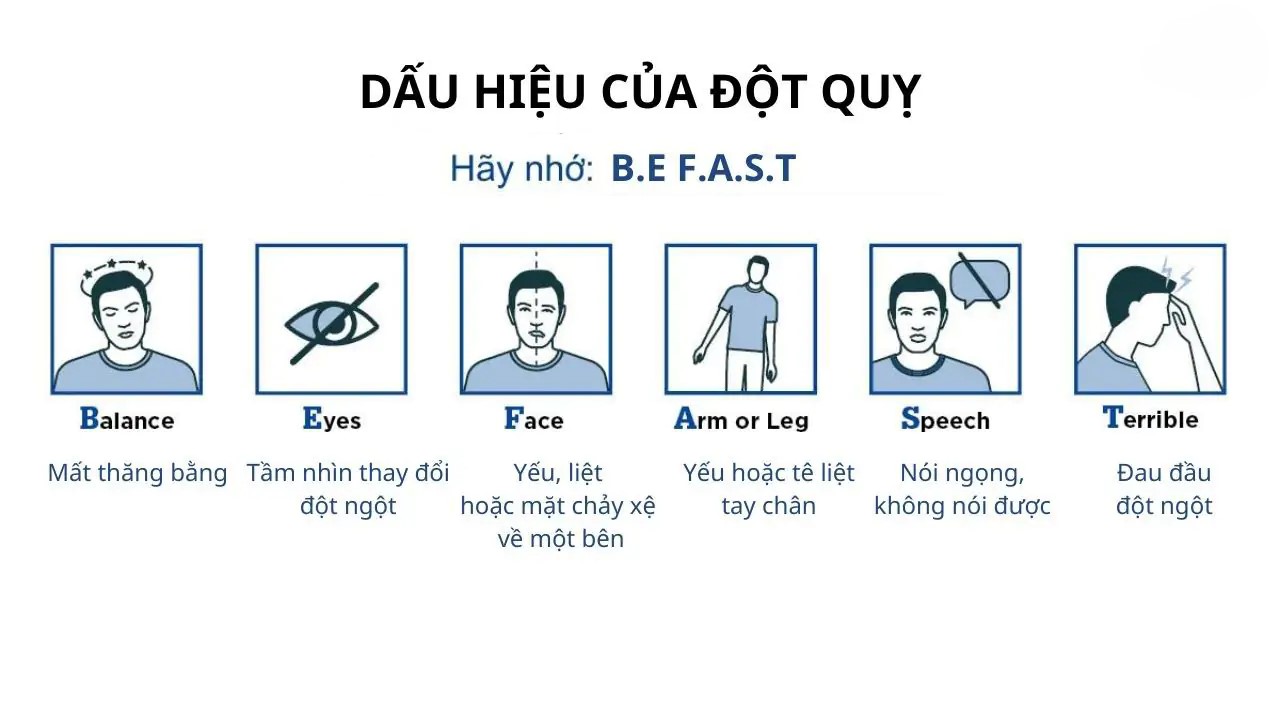 DẤU HIỆU CỦA ĐỘT QUỴ
Hãy nhớ: B.E F.A.S.T
Balance
Mất thăng bằng
Eyes
Tầm nhìn thay đổi
đột ngột
Face
Yếu, liệt
hoặc mặt chảy xệ
về một bên
Arm or Leg
Yếu hoặc tê liệt
tay chân
Speech
Nói ngọng,
không nói được
Terrible
Đau đầu
đột ngột